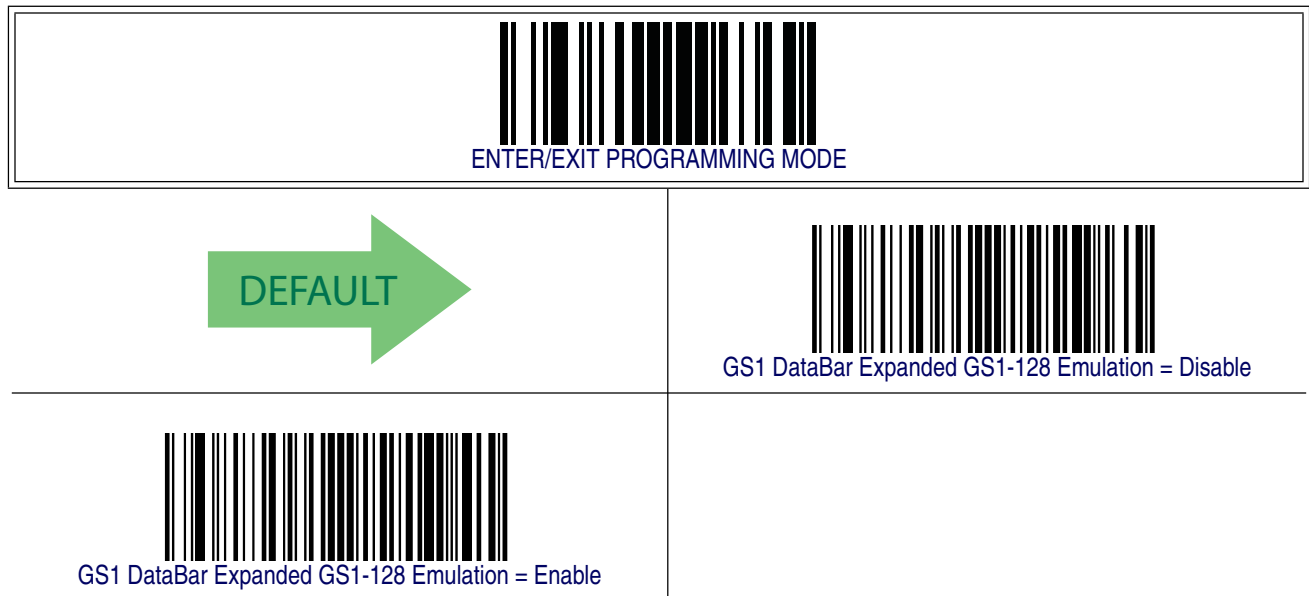 ENTER/EXIT PROGRAMMING MODE
DEFAULT
GS1 DataBar Expanded GS1-128 Emulation = Disable
GS1 DataBar Expanded GS1-128 Emulation = Enable